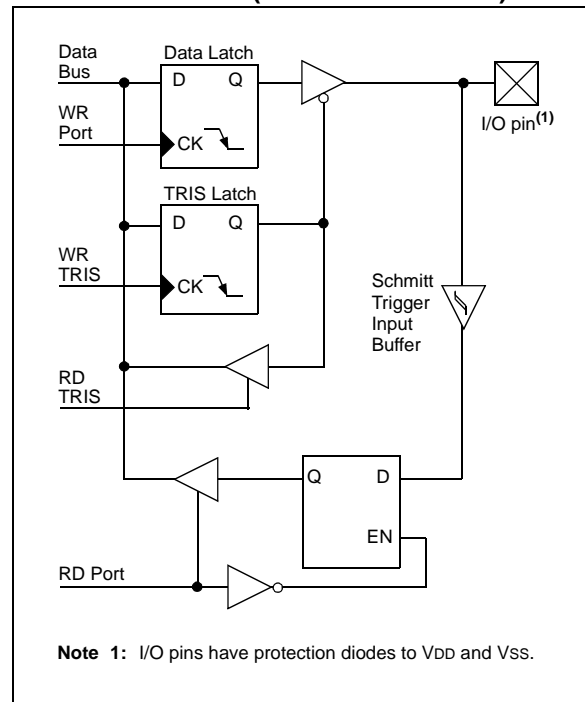 Data
Bus
Data Latch
D Q
WR
Port
CK
I/O pin(1)
TRIS Latch
D Q
WR
TRIS
CK
Schmitt
Trigger
Input
Buffer
RD
TRIS
Q D
EN
RD Port
Note 1: I/O pins have protection diodes to VDD and VSS.